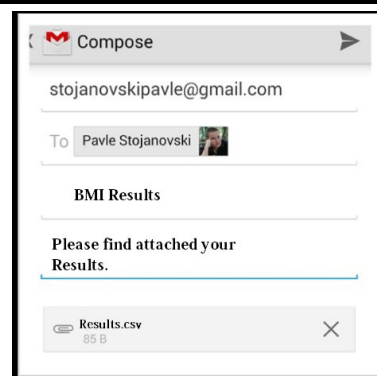 Compose
stojanovskipavle@gmail.com
To Pavle Stojanovski
BMI Results
Please find attached your
Results.
Results.csv
85 B